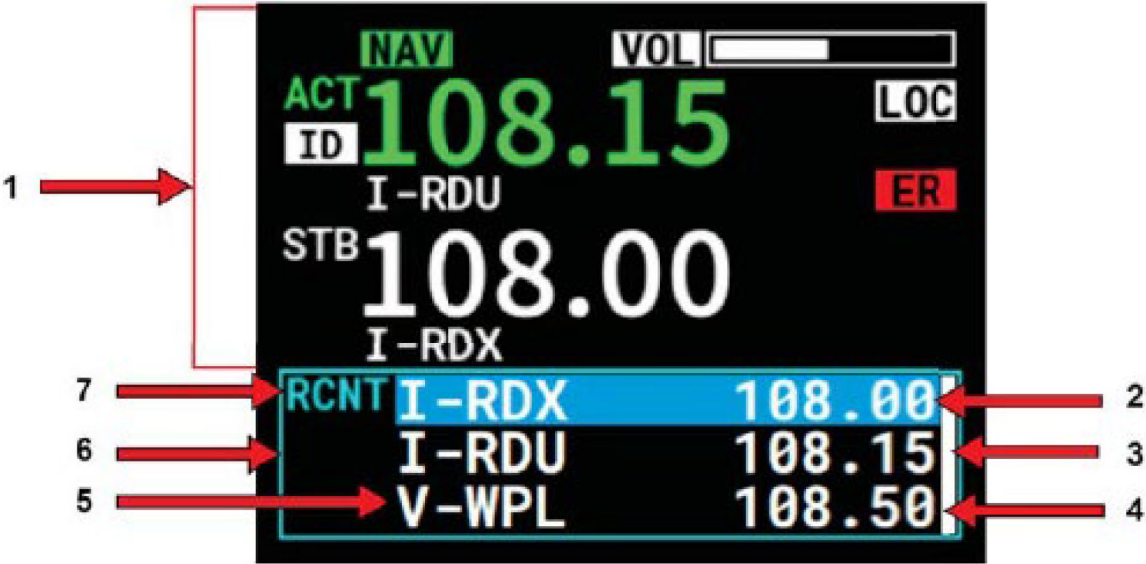 NAV VOL
ACT 108.15 LOC
ID
I-RDU ER
1
STB 108.00
I-RDX
7 RCNT I-RDX 108.00 2
6 I-RDU 108.15 3
5 V-WPL 108.50 4